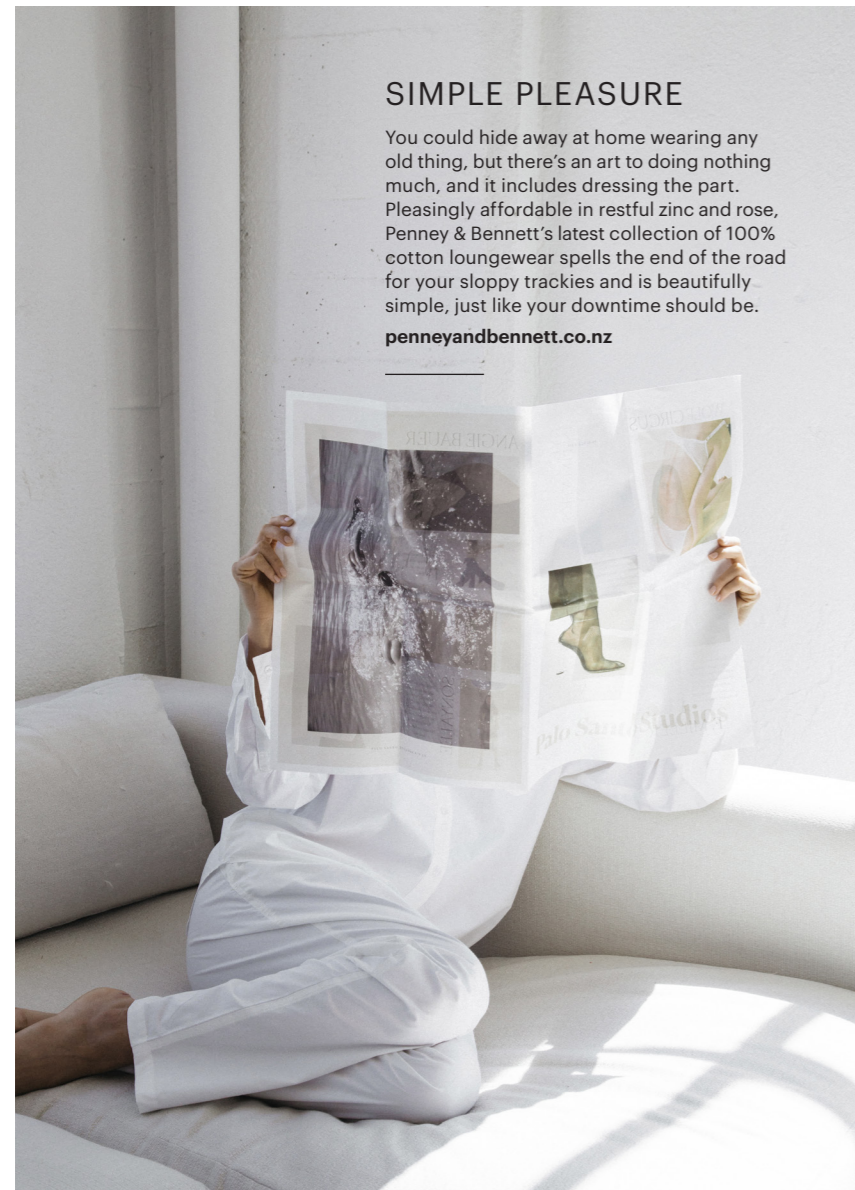 SIMPLE PLEASURE
You could hide away at home wearing any
old thing, but there's an art to doing nothing
much, and it includes dressing the part.
Pleasingly affordable in restful zinc and rose,
Penney & Bennett's latest collection of 100%
cotton loungewear spells the end of the road
for your sloppy trackies and is beautifully
simple, just like your downtime should be.
penneyandbennett.co.nz
ANGIE BAUER
CIRCUS
Palo Santo Studios